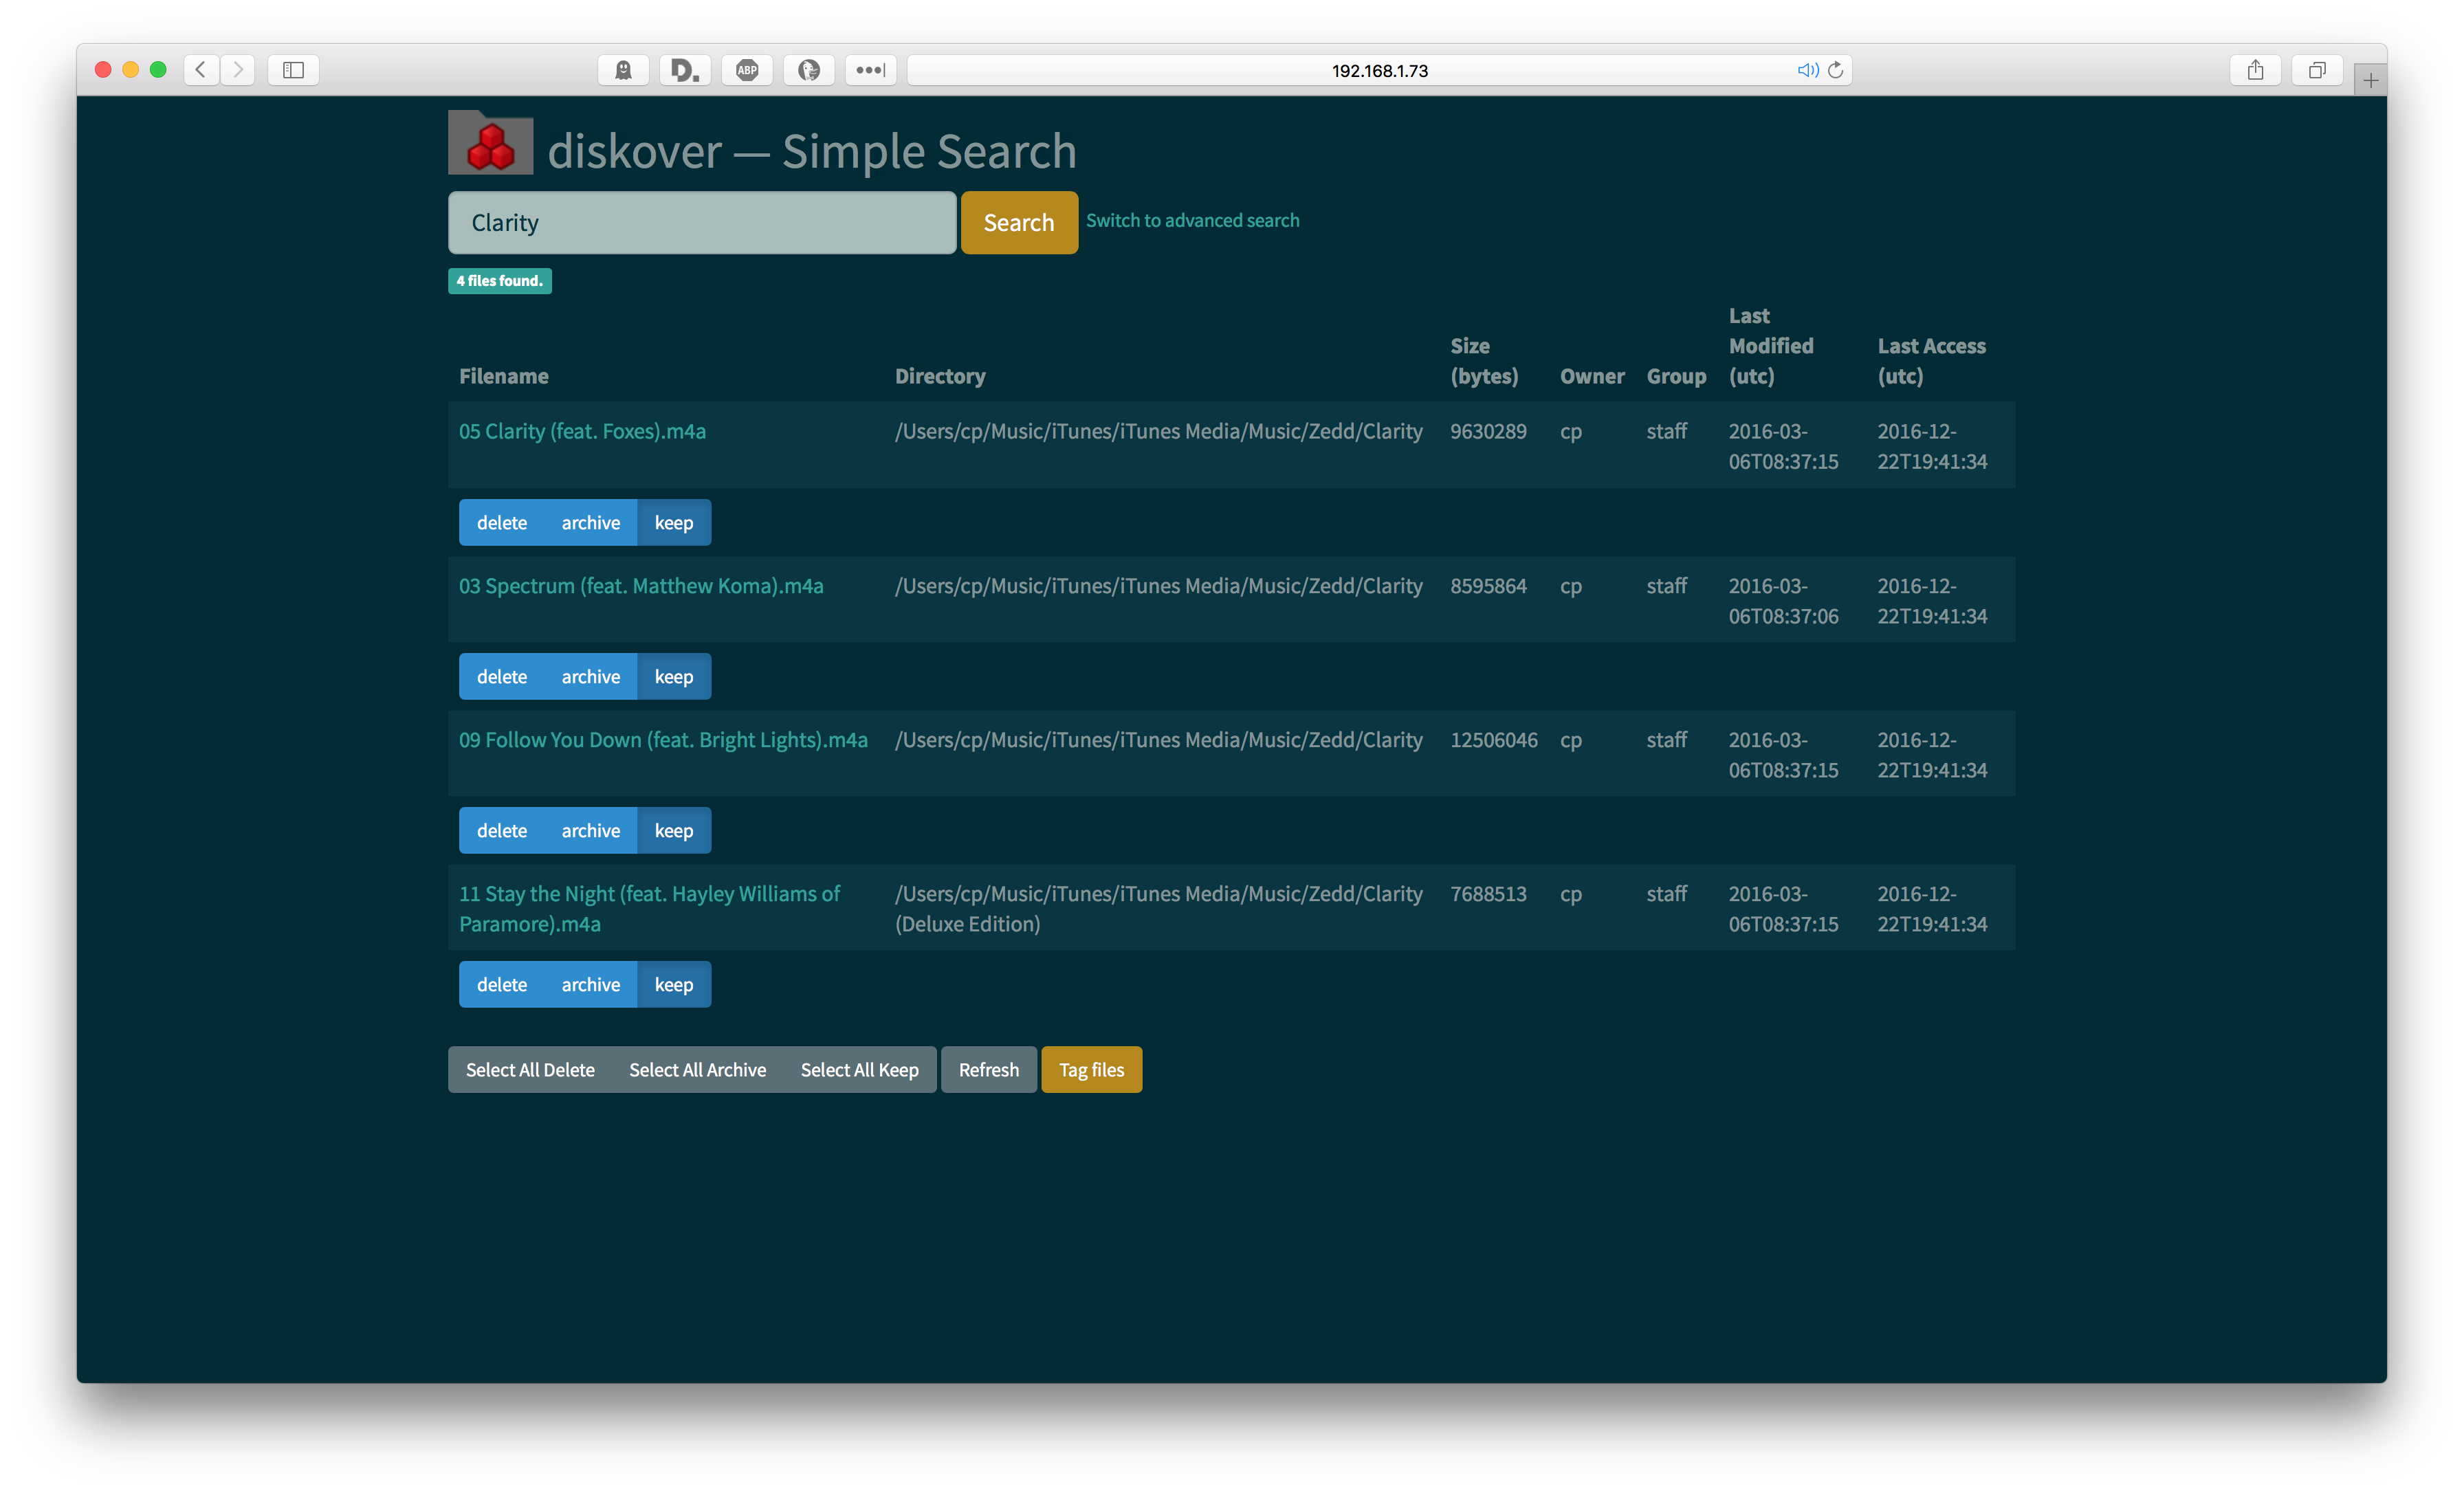 D.
ABP
192.168.1.73
diskover — Simple Search
Clarity
Search
Switch to advanced search
4 files found.
Filename
Directory
Size
(bytes)
Owner
Group
Last
Modified
(utc)
Last Access
(utc)
05 Clarity (feat. Foxes).m4a
/Users/cp/Music/iTunes/iTunes Media/Music/Zedd/Clarity
9630289
cp
staff
2016-03-
06T08:37:15
2016-12-
22T19:41:34
delete
archive
keep
03 Spectrum (feat. Matthew Koma).m4a
/Users/cp/Music/iTunes/iTunes Media/Music/Zedd/Clarity
8595864
cp
staff
2016-03-
06T08:37:06
2016-12-
22T19:41:34
delete
archive
keep
09 Follow You Down (feat. Bright Lights).m4a
/Users/cp/Music/iTunes/iTunes Media/Music/Zedd/Clarity
12506046
cp
staff
2016-03-
06T08:37:15
2016-12-
22T19:41:34
delete
archive
keep
11 Stay the Night (feat. Hayley Williams of
Paramore).m4a
/Users/cp/Music/iTunes/iTunes Media/Music/Zedd/Clarity
(Deluxe Edition)
7688513
cp
staff
2016-03-
06T08:37:15
2016-12-
22T19:41:34
delete
archive
keep
Select All Delete
Select All Archive
Select All Keep
Refresh
Tag files